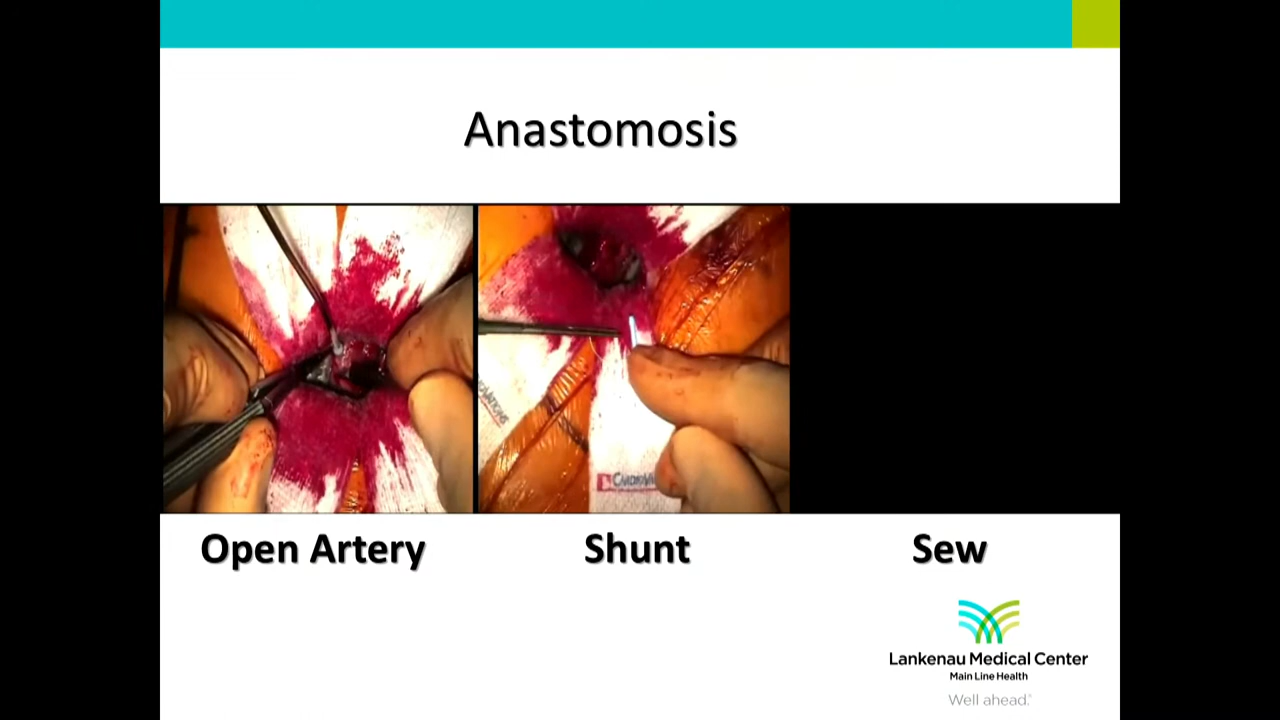 Anastomosis
Open Artery
Shunt
Sew
Lankenau Medical Center
Main Line Health
Well ahead.